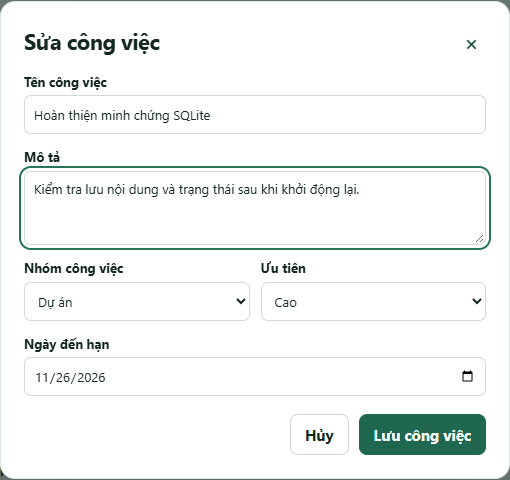 Sửa công việc
Tên công việc
Hoàn thiện minh chứng SQLite
Mô tả
Kiểm tra lưu nội dung và trạng thái sau khi khởi động lại.
Nhóm công việc
Ưu tiên
Dự án
Cao
Ngày đến hạn
11/26/2026
Hủy
Lưu công việc